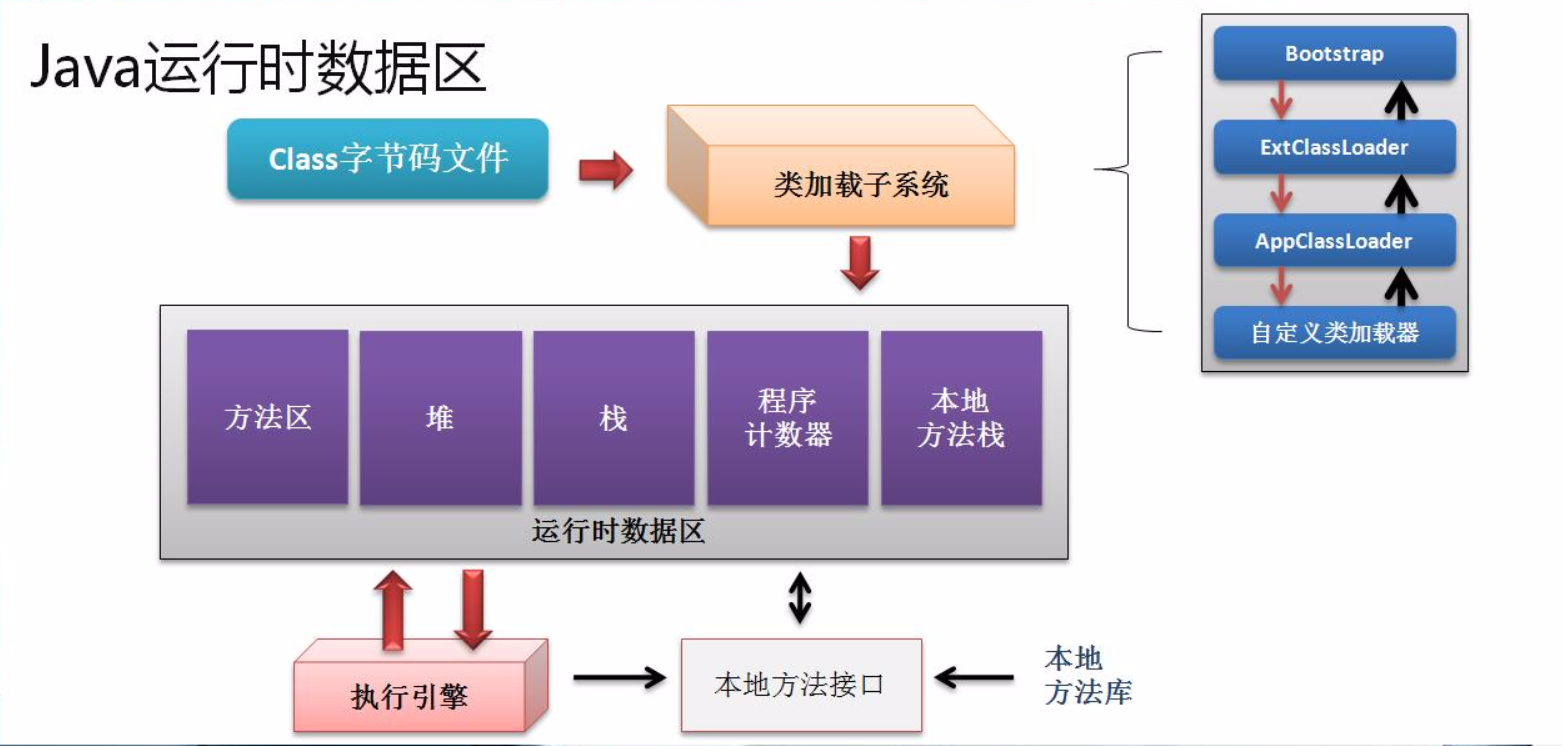 Java运行时数据区
Class字节码文件
类加载子系统
Bootstrap
ExtClassLoader
AppClassLoader
自定义类加载器
方法区
堆
栈
程序
计数器
本地
方法栈
运行时数据区
执行引擎
本地方法接口
本地
方法库